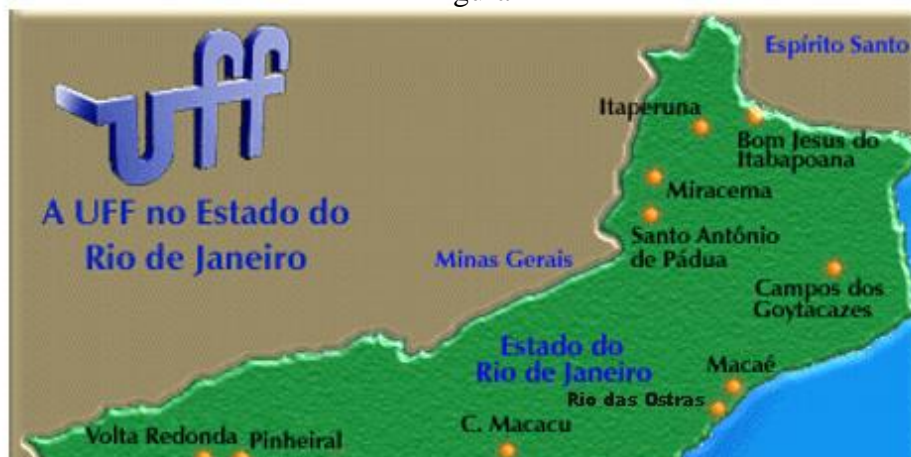 gura
uff
Espírito Santo
A UFF no Estado do
Rio de Janeiro
Itaperuna
Bom Jesus do
Itabapoana
Miracema
Santo Antônio
de Pádua
Minas Gerais
Campos dos
Goytacazes
Estado do
Rio de Janeiro
Macaé
Rio das Ostras
C. Macacu
Volta Redonda
Pinheiral